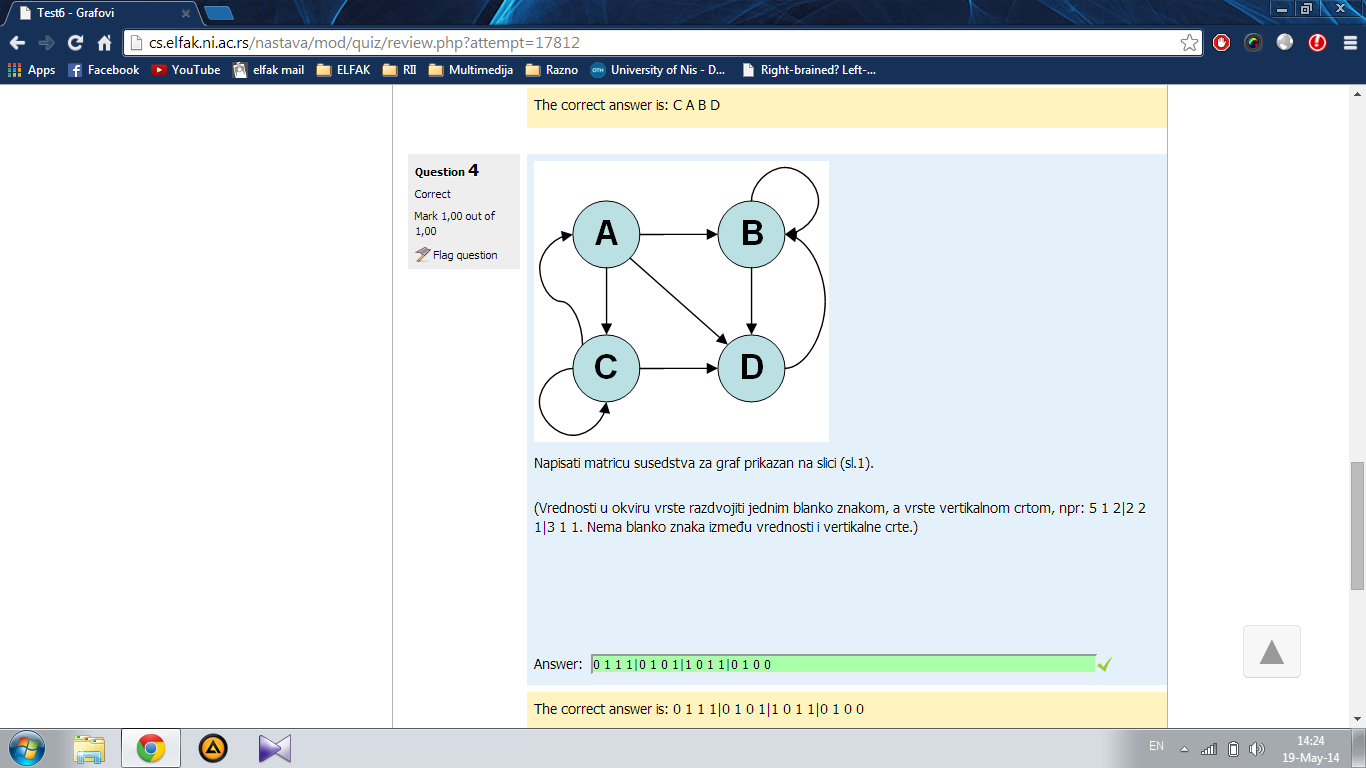 Test6 - Grafovi
cs.elfak.ni.ac.rs/nastava/mod/quiz/review.php?attempt=17812
Apps Facebook YouTube elfak mail ELFAK RII Multimedija Razno University of Nis - D... Right-brained? Left-...
The correct answer is: C A B D
Question 4
Correct
Mark 1,00 out of
1,00
Flag question
A B
C D
Napisati matricu susedstva za graf prikazan na slici (sl.1).
(Vrednosti u okviru vrste razdvojiti jednim blanko znakom, a vrste vertikalnom crtom, npr: 5 1 2|2 2
1|3 1 1. Nema blanko znaka između vrednosti i vertikalne crte.)
Answer: 0 1 1 1|0 1 0 1|1 0 1 1|0 1 0 0
The correct answer is: 0 1 1 1|0 1 0 1|1 0 1 1|0 1 0 0
EN
14:24
19-May-14